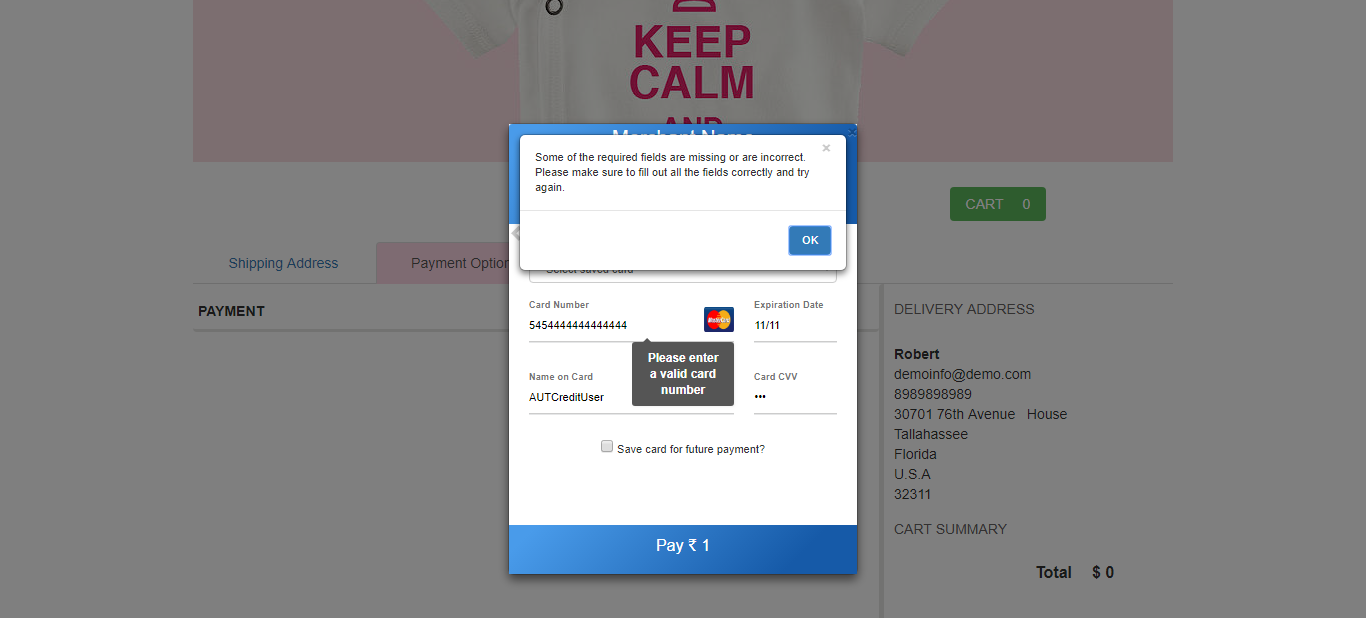 KEEP
CALM
AND
Merchant Name
×
Some of the required fields are missing or are incorrect.
Please make sure to fill out all the fields correctly and try
again.
OK
CART 0
Shipping Address
Payment Option
Select saved card
PAYMENT
Card Number
5454444444444444
MasterCard
Expiration Date
11/11
Please enter
a valid card
number
Name on Card
AUTCreditUser
Card CVV
•••
Save card for future payment?
Pay ₹ 1
DELIVERY ADDRESS
Robert
demoinfo@demo.com
8989898989
30701 76th Avenue House
Tallahassee
Florida
U.S.A
32311
CART SUMMARY
Total $ 0